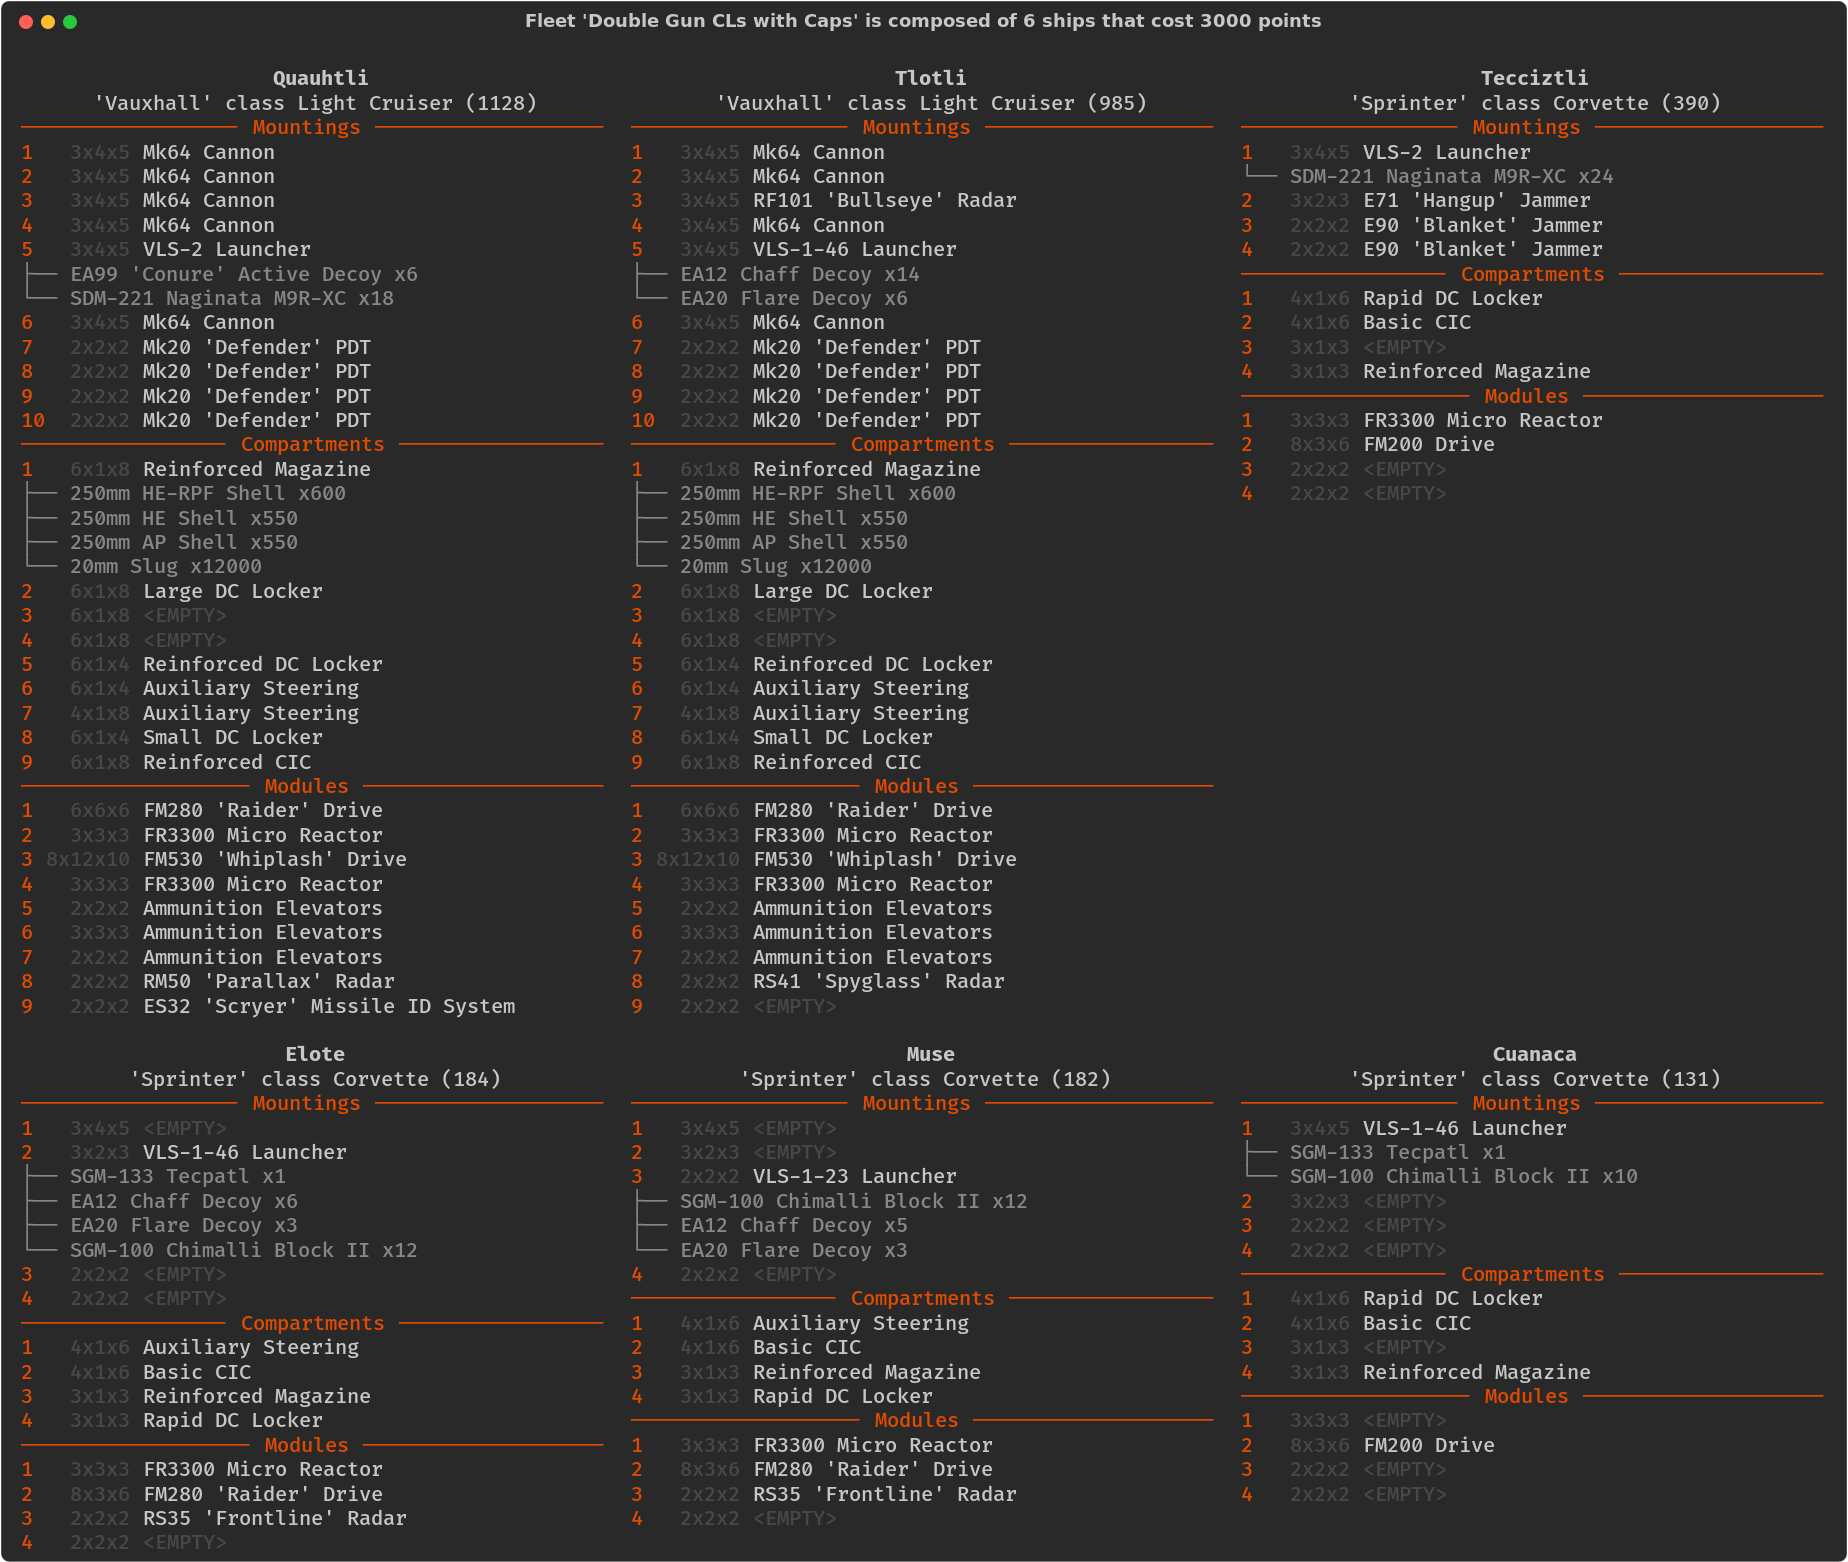 Fleet 'Double Gun CLs with Caps' is composed of 6 ships that cost 3000 points
Quauhtli
'Vauxhall' class Light Cruiser (1128)
Mountings
1 3x4x5 Mk64 Cannon
2 3x4x5 Mk64 Cannon
3 3x4x5 Mk64 Cannon
4 3x4x5 Mk64 Cannon
5 3x4x5 VLS-2 Launcher
EA99 'Conure' Active Decoy x6
SDM-221 Naginata M9R-XC x18
6 3x4x5 Mk64 Cannon
7 2x2x2 Mk20 'Defender' PDT
8 2x2x2 Mk20 'Defender' PDT
9 2x2x2 Mk20 'Defender' PDT
10 2x2x2 Mk20 'Defender' PDT
Compartments
1 6x1x8 Reinforced Magazine
250mm HE-RPF Shell x600
250mm HE Shell x550
250mm AP Shell x550
20mm Slug x12000
2 6x1x8 Large DC Locker
3 6x1x8 <EMPTY>
4 6x1x8 <EMPTY>
5 6x1x4 Reinforced DC Locker
6 6x1x4 Auxiliary Steering
7 4x1x8 Auxiliary Steering
8 6x1x4 Small DC Locker
9 6x1x8 Reinforced CIC
Modules
1 6x6x6 FM280 'Raider' Drive
2 3x3x3 FR3300 Micro Reactor
3 8x12x10 FM530 'Whiplash' Drive
4 3x3x3 FR3300 Micro Reactor
5 2x2x2 Ammunition Elevators
6 3x3x3 Ammunition Elevators
7 2x2x2 Ammunition Elevators
8 2x2x2 RM50 'Parallax' Radar
9 2x2x2 ES32 'Scryer' Missile ID System
Tlotli
'Vauxhall' class Light Cruiser (985)
Mountings
1 3x4x5 Mk64 Cannon
2 3x4x5 Mk64 Cannon
3 3x4x5 RF101 'Bullseye' Radar
4 3x4x5 Mk64 Cannon
5 3x4x5 VLS-1-46 Launcher
EA12 Chaff Decoy x14
EA20 Flare Decoy x6
6 3x4x5 Mk64 Cannon
7 2x2x2 Mk20 'Defender' PDT
8 2x2x2 Mk20 'Defender' PDT
9 2x2x2 Mk20 'Defender' PDT
10 2x2x2 Mk20 'Defender' PDT
Compartments
1 6x1x8 Reinforced Magazine
250mm HE-RPF Shell x600
250mm HE Shell x550
250mm AP Shell x550
20mm Slug x12000
2 6x1x8 Large DC Locker
3 6x1x8 <EMPTY>
4 6x1x8 <EMPTY>
5 6x1x4 Reinforced DC Locker
6 6x1x4 Auxiliary Steering
7 4x1x8 Auxiliary Steering
8 6x1x4 Small DC Locker
9 6x1x8 Reinforced CIC
Modules
1 6x6x6 FM280 'Raider' Drive
2 3x3x3 FR3300 Micro Reactor
3 8x12x10 FM530 'Whiplash' Drive
4 3x3x3 FR3300 Micro Reactor
5 2x2x2 Ammunition Elevators
6 3x3x3 Ammunition Elevators
7 2x2x2 Ammunition Elevators
8 2x2x2 RS41 'Spyglass' Radar
9 2x2x2 <EMPTY>
Tecciztli
'Sprinter' class Corvette (390)
Mountings
1 3x4x5 VLS-2 Launcher
SDM-221 Naginata M9R-XC x24
2 3x2x3 E71 'Hangup' Jammer
3 2x2x2 E90 'Blanket' Jammer
4 2x2x2 E90 'Blanket' Jammer
Compartments
1 4x1x6 Rapid DC Locker
2 4x1x6 Basic CIC
3 3x1x3 <EMPTY>
4 3x1x3 Reinforced Magazine
Modules
1 3x3x3 FR3300 Micro Reactor
2 8x3x6 FM200 Drive
3 2x2x2 <EMPTY>
4 2x2x2 <EMPTY>
Elote
'Sprinter' class Corvette (184)
Mountings
1 3x4x5 <EMPTY>
2 3x2x3 VLS-1-46 Launcher
SGM-133 Tecpatl x1
EA12 Chaff Decoy x6
EA20 Flare Decoy x3
SGM-100 Chimalli Block II x12
3 2x2x2 <EMPTY>
4 2x2x2 <EMPTY>
Compartments
1 4x1x6 Auxiliary Steering
2 4x1x6 Basic CIC
3 3x1x3 Reinforced Magazine
4 3x1x3 Rapid DC Locker
Modules
1 3x3x3 FR3300 Micro Reactor
2 8x3x6 FM280 'Raider' Drive
3 2x2x2 RS35 'Frontline' Radar
4 2x2x2 <EMPTY>
Muse
'Sprinter' class Corvette (182)
Mountings
1 3x4x5 <EMPTY>
2 3x2x3 <EMPTY>
3 2x2x2 VLS-1-23 Launcher
SGM-100 Chimalli Block II x12
EA12 Chaff Decoy x5
EA20 Flare Decoy x3
4 2x2x2 <EMPTY>
Compartments
1 4x1x6 Auxiliary Steering
2 4x1x6 Basic CIC
3 3x1x3 Reinforced Magazine
4 3x1x3 Rapid DC Locker
Modules
1 3x3x3 FR3300 Micro Reactor
2 8x3x6 FM280 'Raider' Drive
3 2x2x2 RS35 'Frontline' Radar
4 2x2x2 <EMPTY>
Cuanaca
'Sprinter' class Corvette (131)
Mountings
1 3x4x5 VLS-1-46 Launcher
SGM-133 Tecpatl x1
SGM-100 Chimalli Block II x10
2 3x2x3 <EMPTY>
3 2x2x2 <EMPTY>
4 2x2x2 <EMPTY>
Compartments
1 4x1x6 Rapid DC Locker
2 4x1x6 Basic CIC
3 3x1x3 <EMPTY>
4 3x1x3 Reinforced Magazine
Modules
1 3x3x3 <EMPTY>
2 8x3x6 FM200 Drive
3 2x2x2 <EMPTY>
4 2x2x2 <EMPTY>